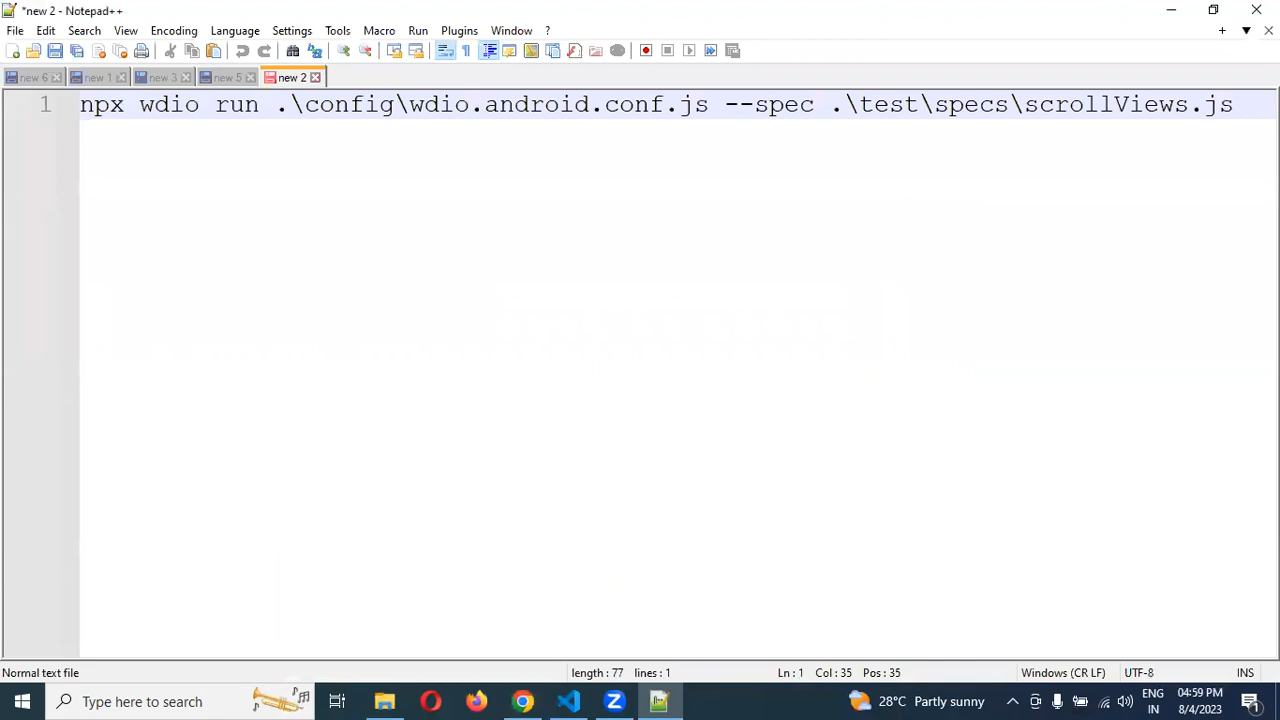 *new 2 - Notepad++
File Edit Search View Encoding Language Settings Tools Macro Run Plugins Window ?
new 6 new 1 new 3 new 5 new 2
1 npx wdio run .\config\wdio.android.conf.js --spec .\test\specs\scrollViews.js
Normal text file length : 77 lines : 1 Ln : 1 Col : 35 Pos : 35 Windows (CR LF) UTF-8 INS
Type here to search 28°C Partly sunny ENG IN 04:59 PM 8/4/2023 1